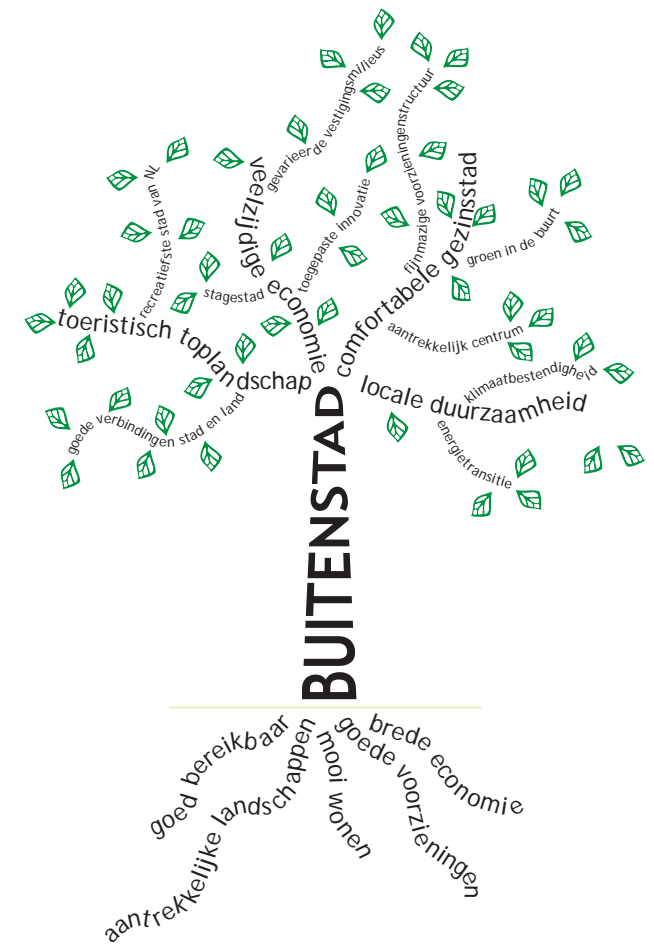 gevarieerde vestigingsmilieus
fijnmazige voorzieningenstructuur
recreatiefste stad van NL
veelzijdige economie
toegepaste innovatie
comfortabele gezinsstad
groen in de buurt
stagestad
toeristisch toplandschap
aantrekkelijk centrum
klimaatbestendigheid
locale duurzaamheid
goede verbindingen stad en land
energietransitie
BUITENSTAD
goed bereikbaar
aantrekkelijke landschappen
mooi wonen
goede voorzieningen
brede economie